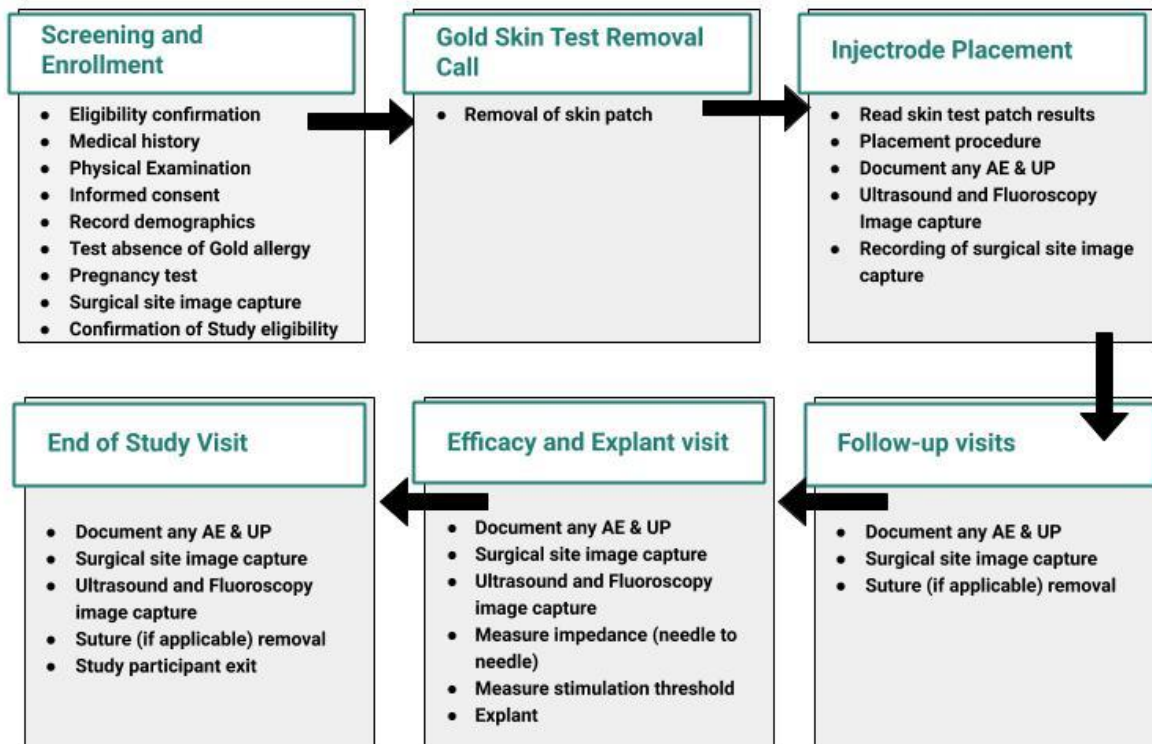 Screening and
Enrollment
● Eligibility confirmation
● Medical history
● Physical Examination
● Informed consent
● Record demographics
● Test absence of Gold allergy
● Pregnancy test
● Surgical site image capture
● Confirmation of Study eligibility
Gold Skin Test Removal
Call
● Removal of skin patch
Injectrode Placement
● Read skin test patch results
● Placement procedure
● Document any AE & UP
● Ultrasound and Fluoroscopy
Image capture
● Recording of surgical site image
capture
Follow-up visits
● Document any AE & UP
● Surgical site image capture
● Suture (if applicable) removal
Efficacy and Explant visit
● Document any AE & UP
● Surgical site image capture
● Ultrasound and Fluoroscopy
image capture
● Measure impedance (needle to
needle)
● Measure stimulation threshold
● Explant
End of Study Visit
● Document any AE & UP
● Surgical site image capture
● Ultrasound and Fluoroscopy
image capture
● Suture (if applicable) removal
● Study participant exit